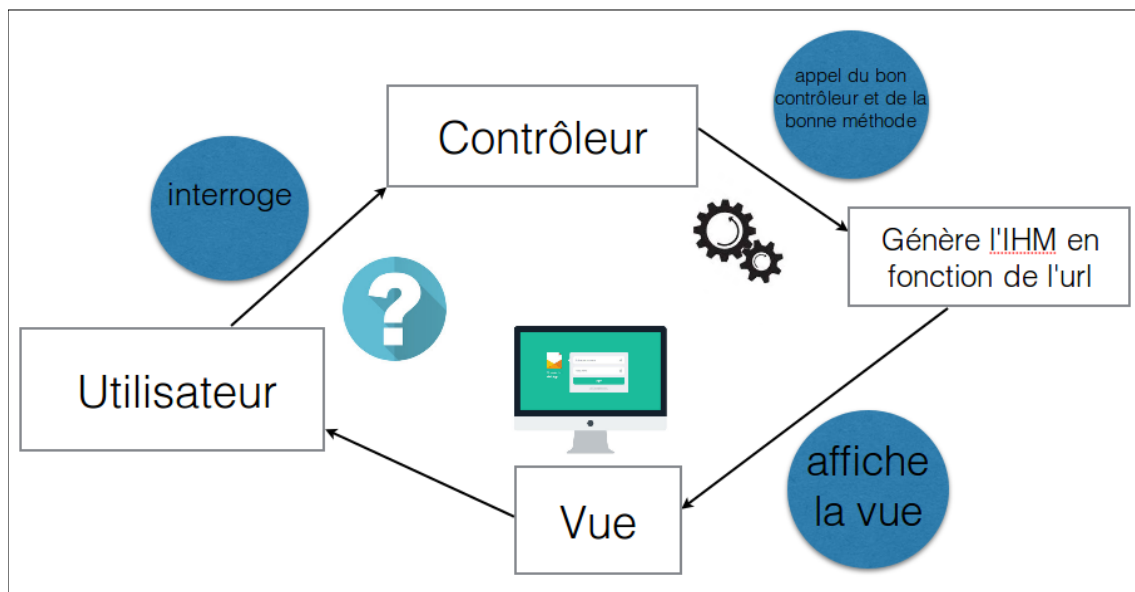 appel du bon
contrôleur et de la
bonne méthode
Contrôleur
interroge
Génère l'IHM en
fonction de l'url
Utilisateur
affiche
la vue
Vue